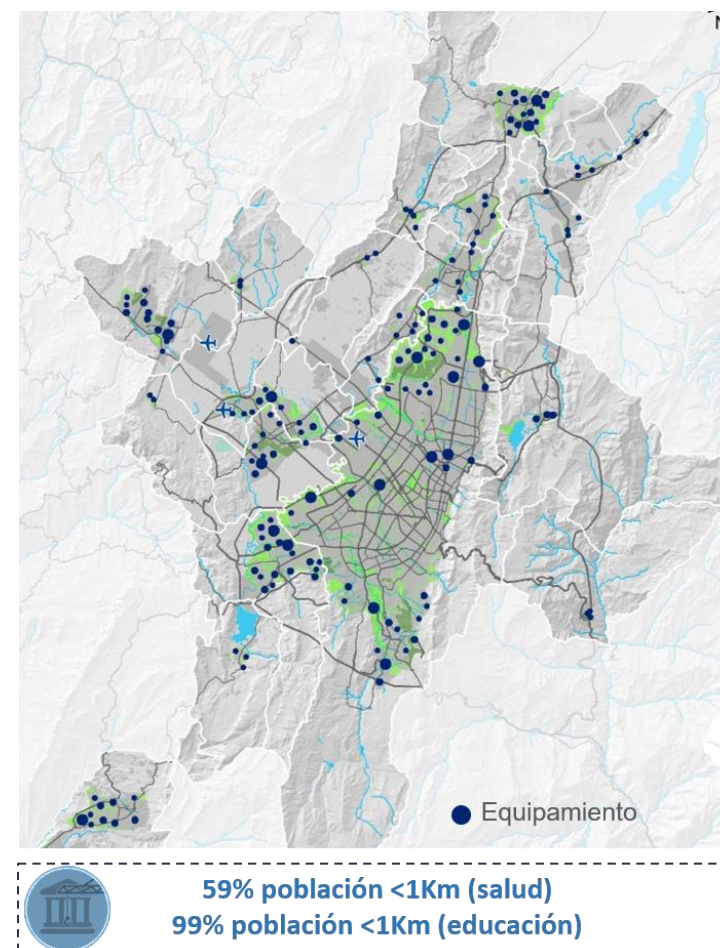 N
Equipamiento
59% población <1Km (salud)
99% población <1Km (educación)